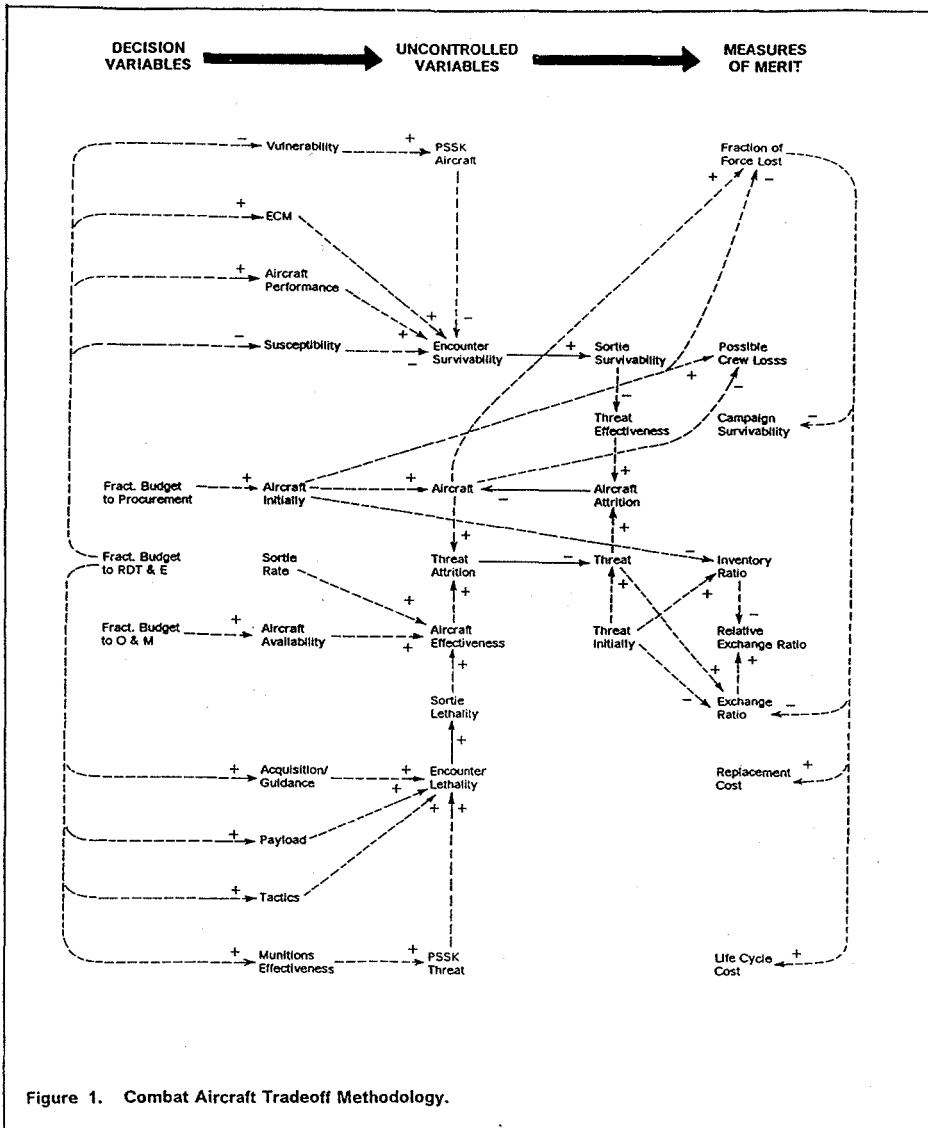 DECISION
VARIABLES
UNCONTROLLED
VARIABLES
MEASURES
OF MERIT
Vulnerability
PSSK
Aircraft
Fraction of
Force Lost
ECM
Aircraft
Performance
Susceptibility
Encounter
Survivability
Sortie
Survivability
Possible
Crew Losss
Threat
Effectiveness
Campaign
Survivability
Fract. Budget
to Procurement
Aircraft
Initially
Aircraft
Aircraft
Attrition
Fract. Budget
to RDT & E
Sortie
Rate
Threat
Attrition
Threat
Inventory
Ratio
Fract. Budget
to O & M
Aircraft
Availability
Aircraft
Effectiveness
Threat
Initially
Relative
Exchange Ratio
Sortie
Lethality
Exchange
Ratio
Acquisition/
Guidance
Encounter
Lethality
Replacement
Cost
Payload
Tactics
Munitions
Effectiveness
PSSK
Threat
Life Cycle
Cost
Figure 1. Combat Aircraft Tradeoff Methodology.